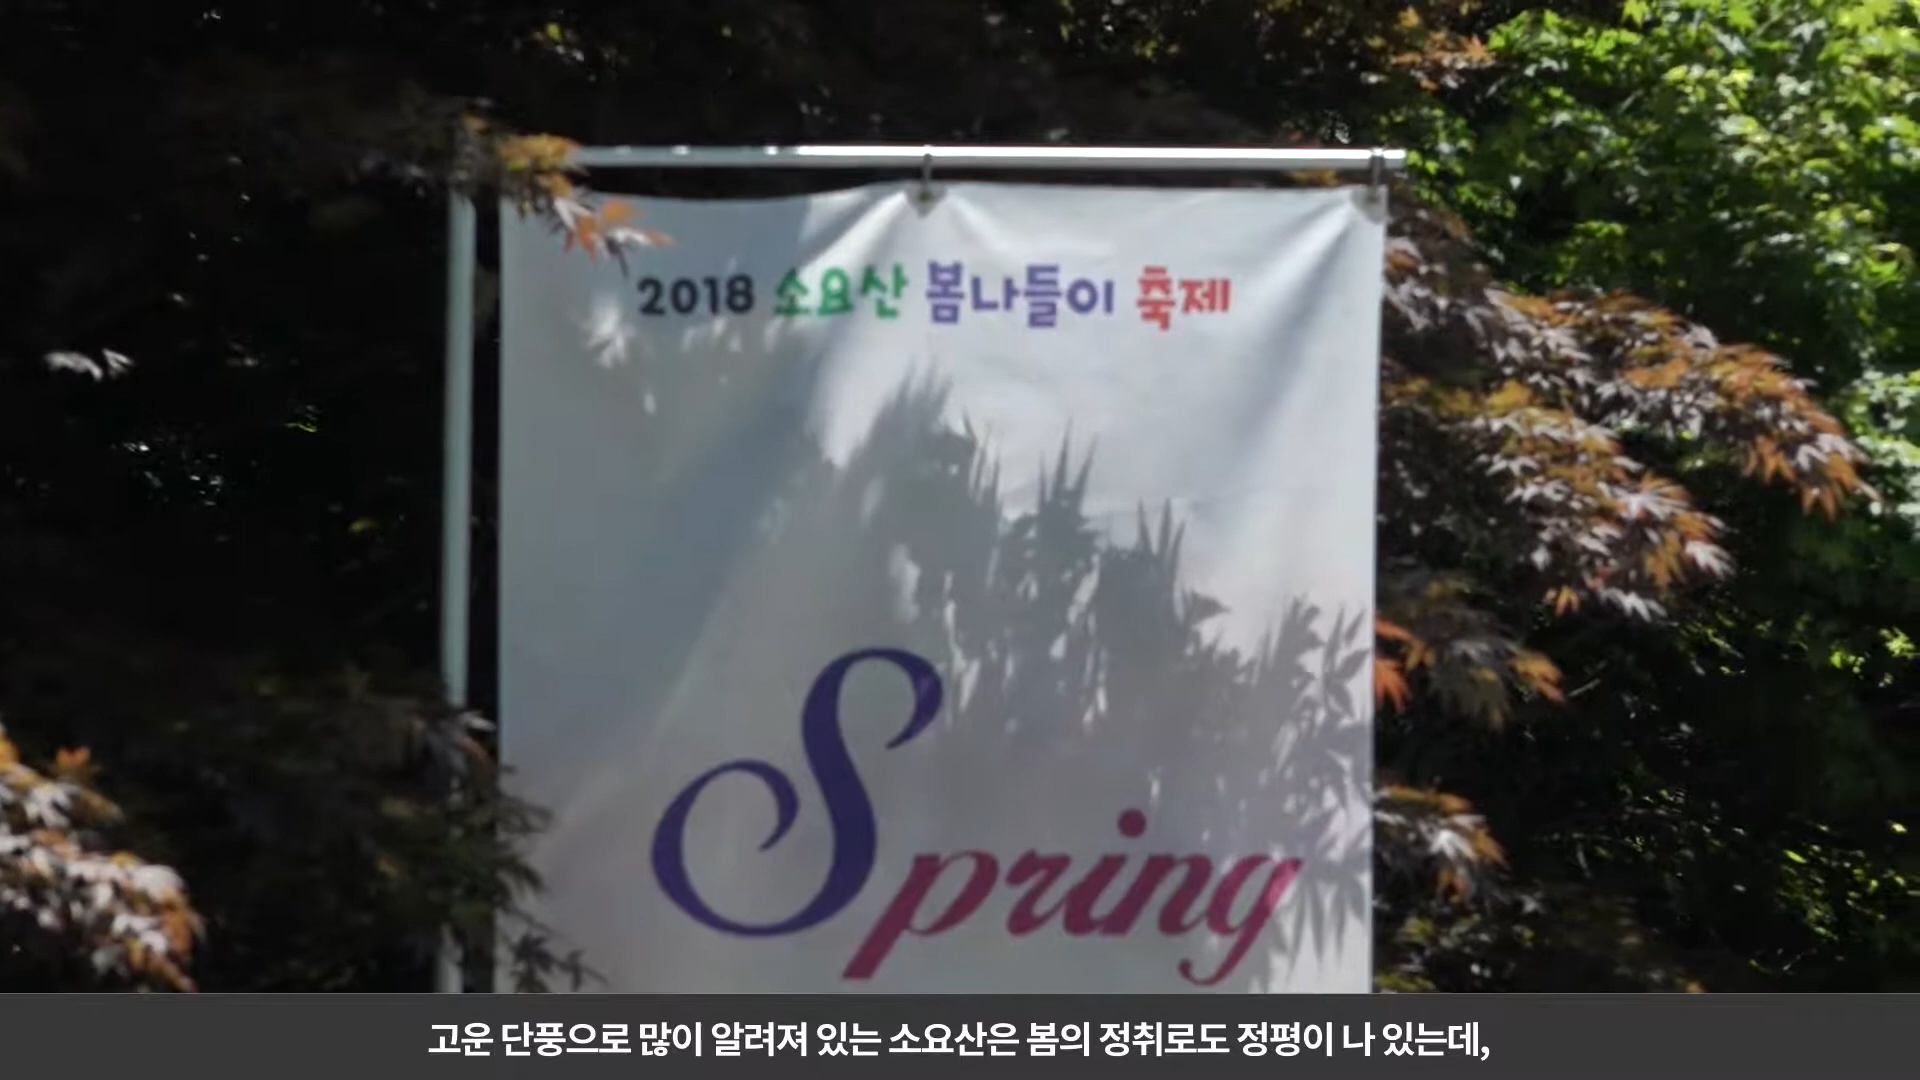 2018 소요산 봄나들이 축제
Spring
고운 단풍으로 많이 알려져 있는 소요산은 봄의 정취로도 정평이 나 있는데,